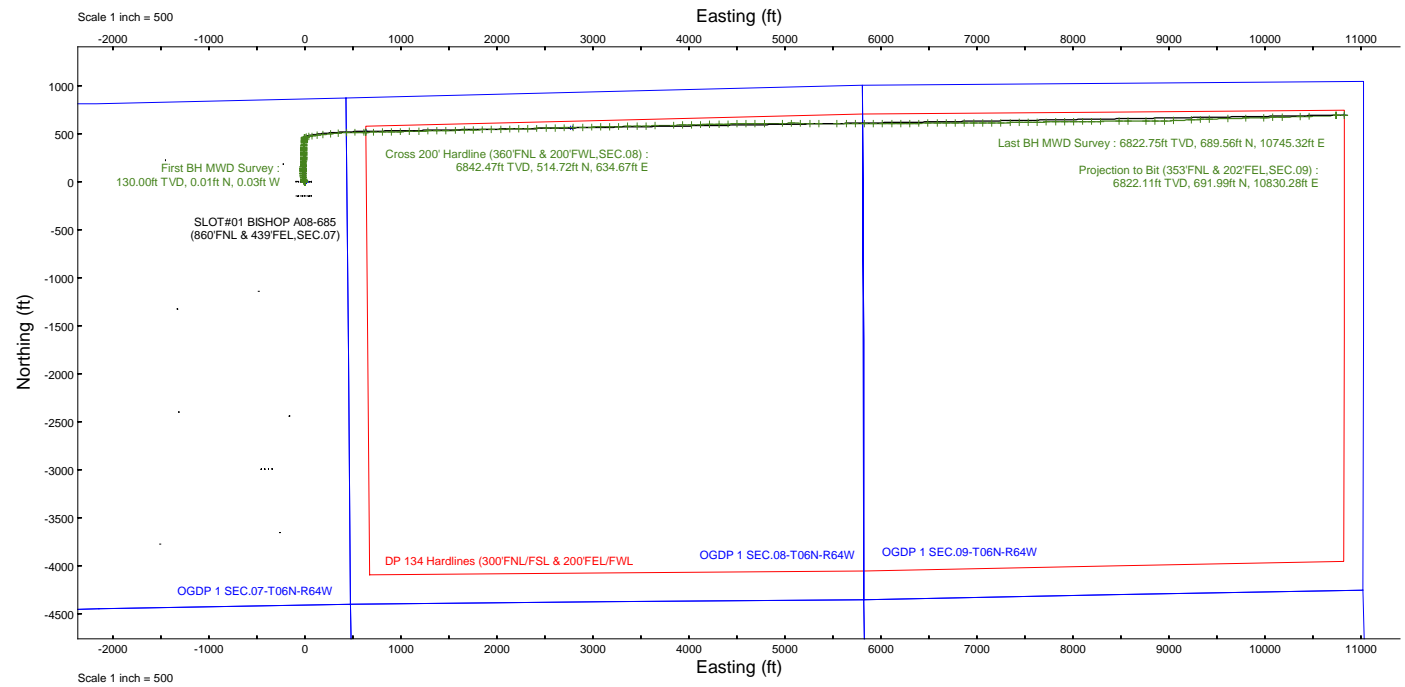 Scale 1 inch = 500
Easting (ft)
-2000 -1000 0 1000 2000 3000 4000 5000 6000 7000 8000 9000 10000 11000
Northing (ft)
1000
500
0
-500
-1000
-1500
-2000
-2500
-3000
-3500
-4000
-4500
First BH MWD Survey :
130.00ft TVD, 0.01ft N, 0.03ft W
SLOT#01 BISHOP A08-685
(860'FNL & 439'FEL,SEC.07)
Cross 200' Hardline (360'FNL & 200'FWL,SEC.08) :
6842.47ft TVD, 514.72ft N, 634.67ft E
Last BH MWD Survey : 6822.75ft TVD, 689.56ft N, 10745.32ft E
Projection to Bit (353'FNL & 202'FEL,SEC.09) :
6822.11ft TVD, 691.99ft N, 10830.28ft E
DP 134 Hardlines (300'FNL/FSL & 200'FEL/FWL
OGDP 1 SEC.08-T06N-R64W
OGDP 1 SEC.09-T06N-R64W
OGDP 1 SEC.07-T06N-R64W
-2000 -1000 0 1000 2000 3000 4000 5000 6000 7000 8000 9000 10000 11000
Easting (ft)
Scale 1 inch = 500